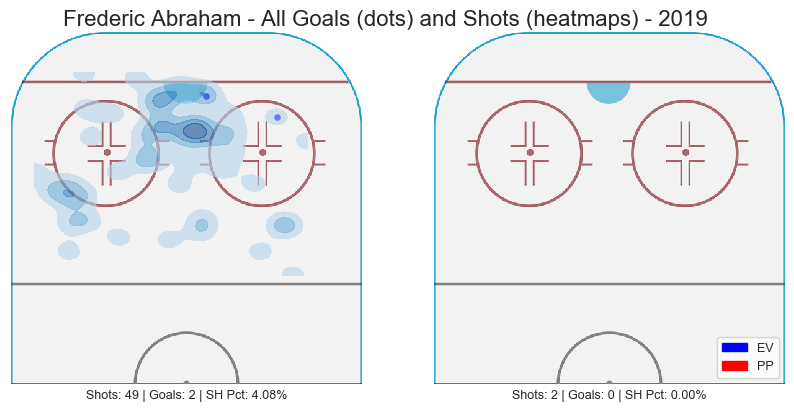 Frederic Abraham - All Goals (dots) and Shots (heatmaps) - 2019
EV
PP
Shots: 49 | Goals: 2 | SH Pct: 4.08%
Shots: 2 | Goals: 0 | SH Pct: 0.00%